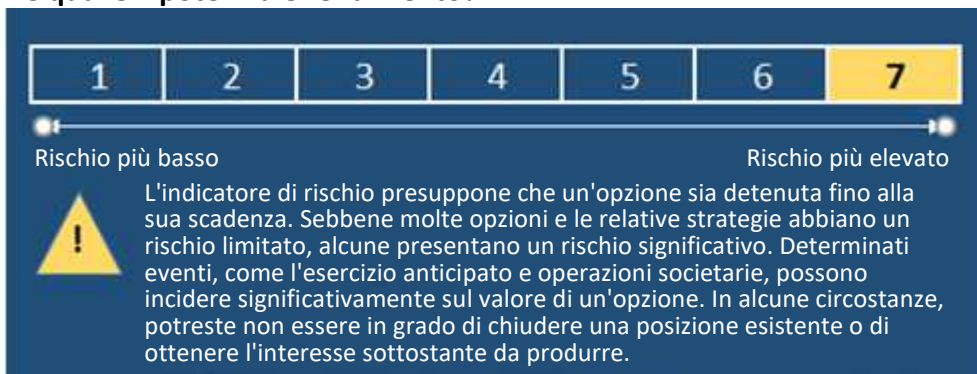 1 2 3 4 5 6 7
Rischio più basso Rischio più elevato
!
L'indicatore di rischio presuppone che un'opzione sia detenuta fino alla
sua scadenza. Sebbene molte opzioni e le relative strategie abbiano un
rischio limitato, alcune presentano un rischio significativo. Determinati
eventi, come l'esercizio anticipato e operazioni societarie, possono
incidere significativamente sul valore di un'opzione. In alcune circostanze,
potreste non essere in grado di chiudere una posizione esistente o di
ottenere l'interesse sottostante da produrre.